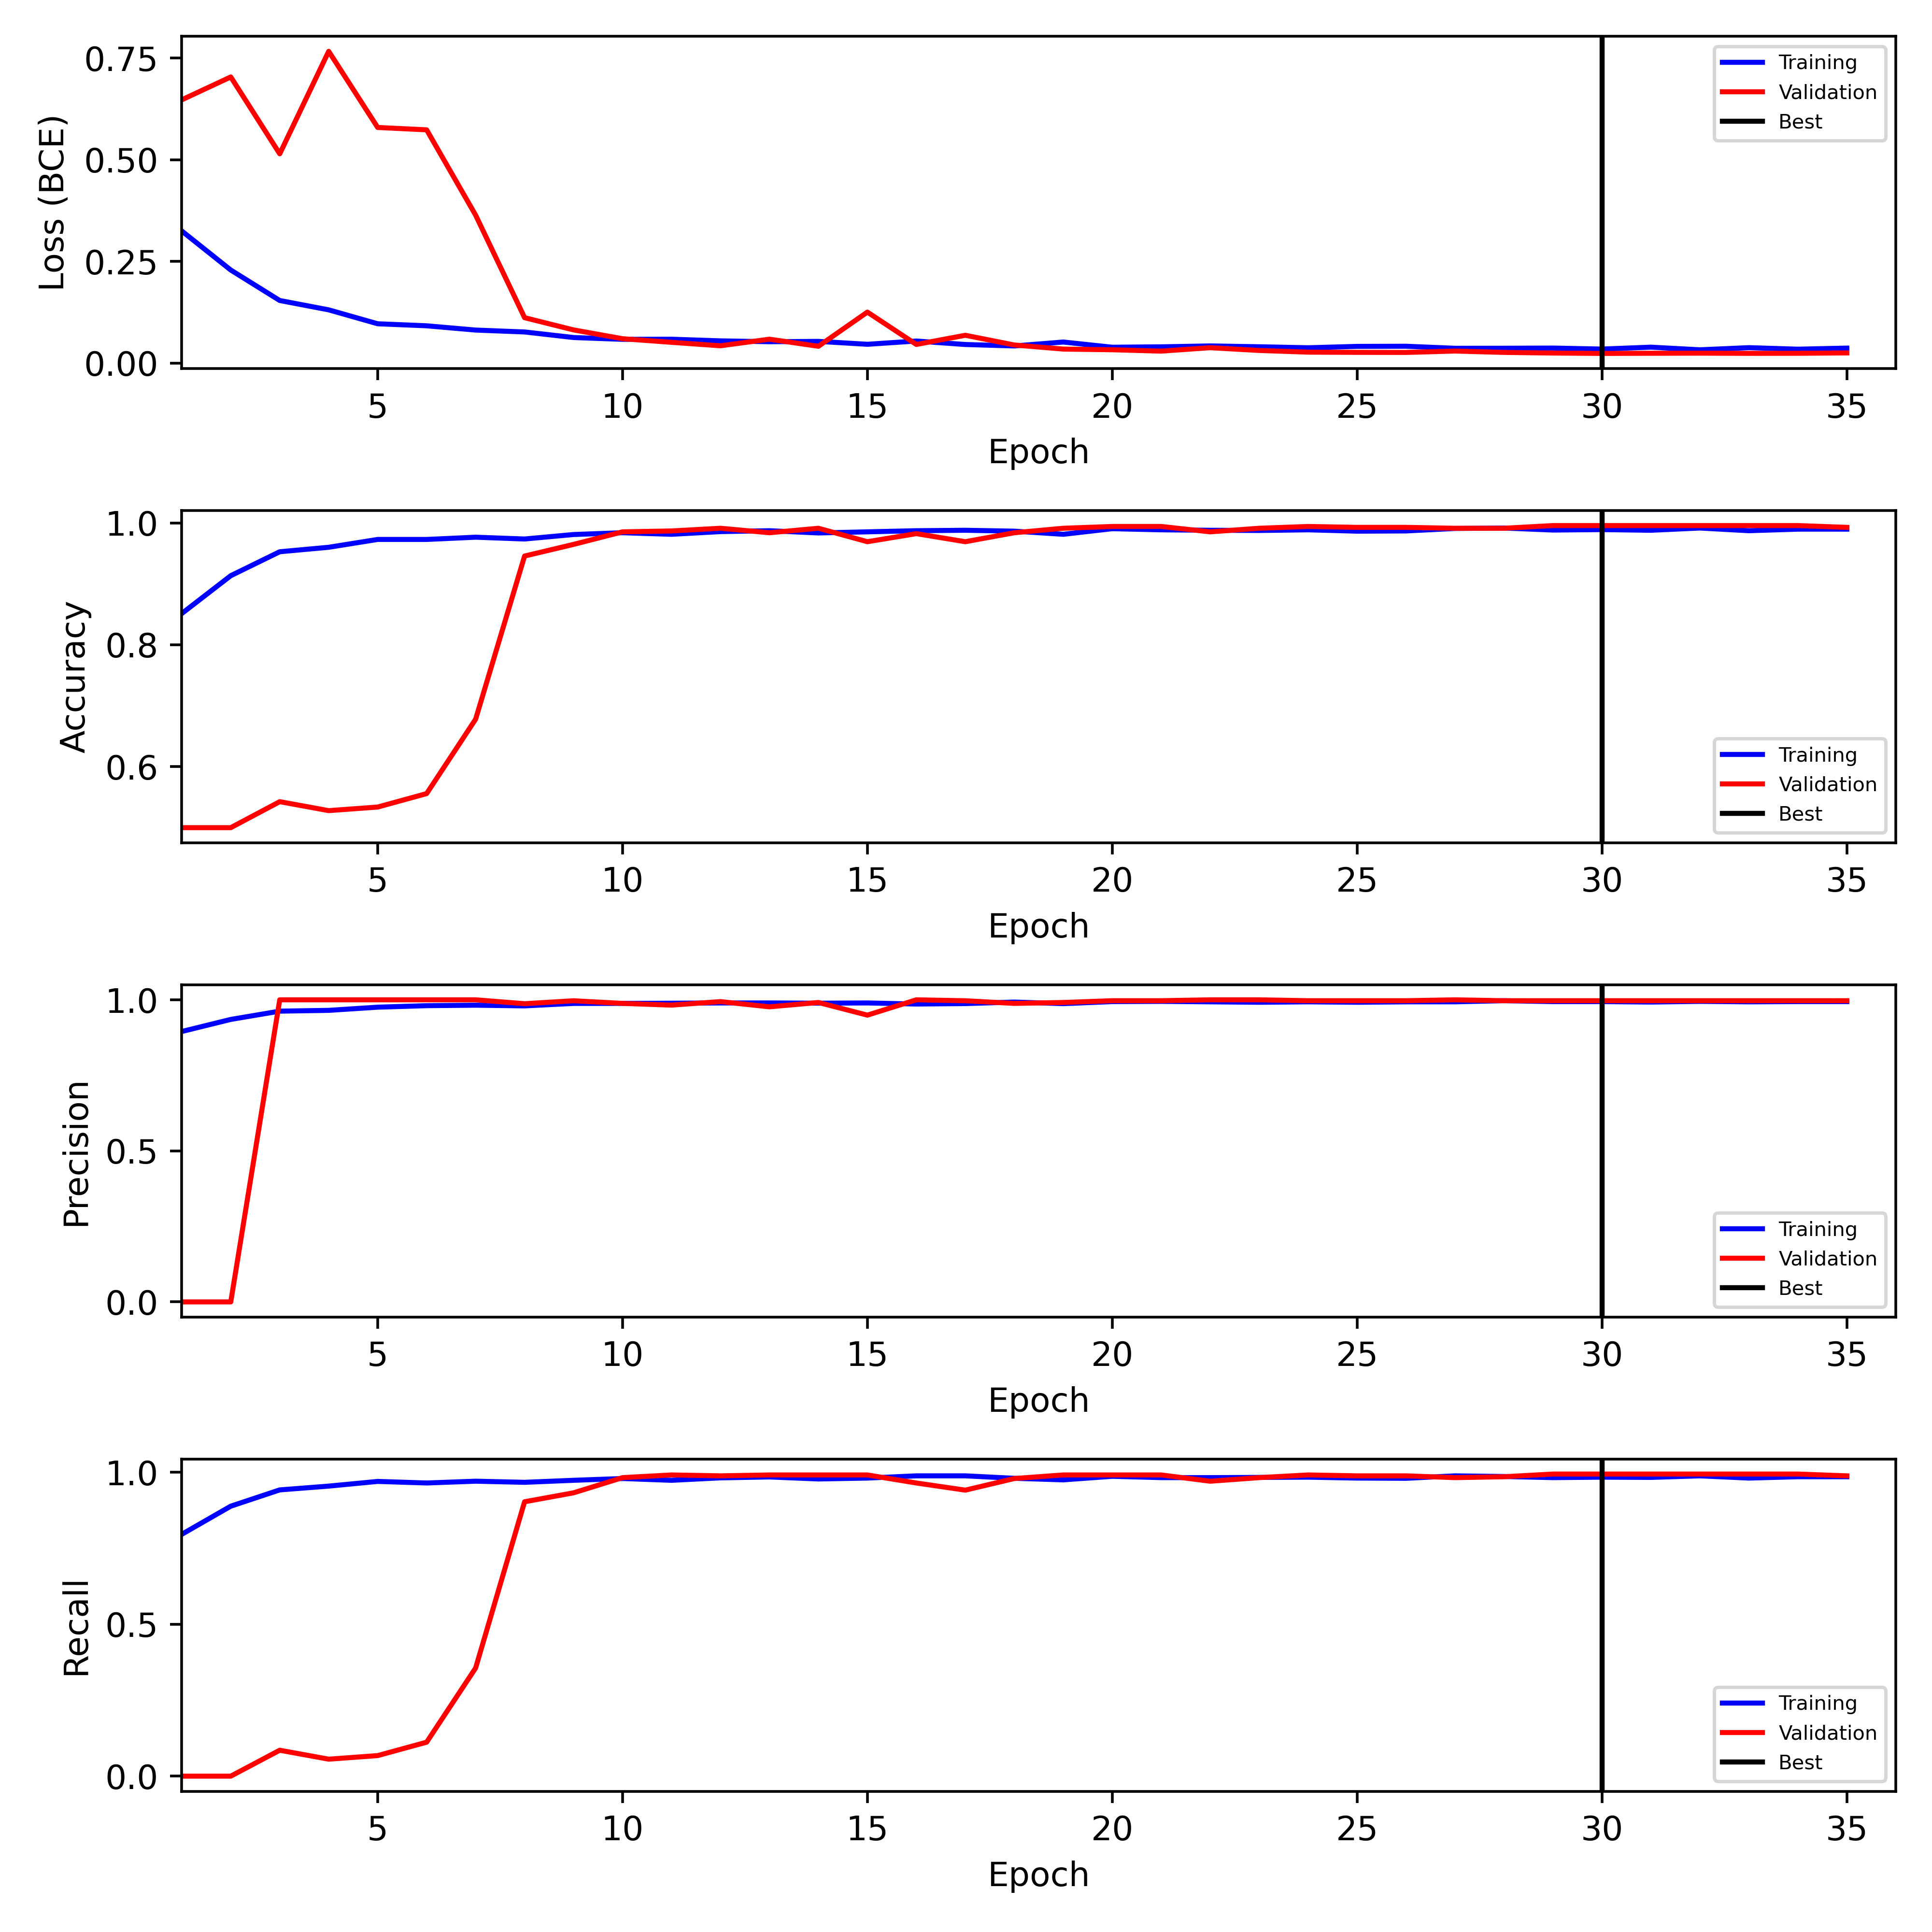 Loss (BCE)
0.75
0.50
0.25
0.00
Training
Validation
Best
5 10 15 20 25 30 35
Epoch
Accuracy
1.0
0.8
0.6
Training
Validation
Best
5 10 15 20 25 30 35
Epoch
Precision
1.0
0.5
0.0
Training
Validation
Best
5 10 15 20 25 30 35
Epoch
Recall
1.0
0.5
0.0
Training
Validation
Best
5 10 15 20 25 30 35
Epoch